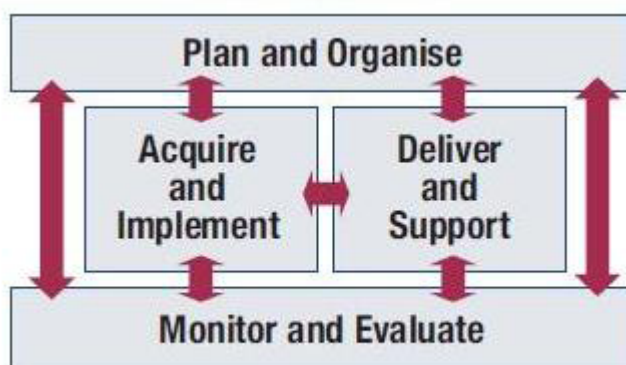 Plan and Organise
Acquire
and
Implement
Deliver
and
Support
Monitor and Evaluate